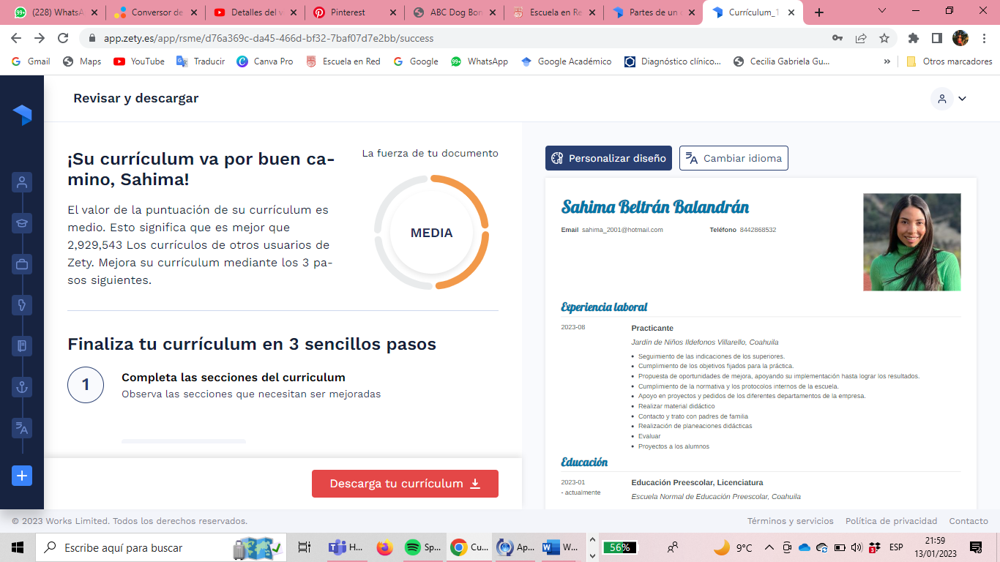 (228) WhatsA
Conversor de
Detalles del v
Pinterest
ABC Dog Bon
Escuela en Re
Partes de un
Currículum_1
app.zety.es/app/rsme/d76a369c-da45-466d-bf32-7baf07d7e2bb/success
Gmail
Maps
YouTube
Traducir
Canva Pro
Escuela en Red
Google
WhatsApp
Google Académico
Diagnóstico clínico...
Cecilia Gabriela Gu...
»
Otros marcadores
Revisar y descargar
¡Su currículum va por buen ca-
mino, Sahima!
El valor de la puntuación de su currículum es
medio. Esto significa que es mejor que
2,929,543 Los currículos de otros usuarios de
Zety. Mejora su currículum mediante los 3 pa-
sos siguientes.
La fuerza de tu documento
MEDIA
Finaliza tu currículum en 3 sencillos pasos
1
Completa las secciones del curriculum
Observa las secciones que necesitan ser mejoradas
Descarga tu currículum
Personalizar diseño
Cambiar idioma
Sahima Beltrán Balandrán
Email sahima_2001@hotmail.com
Teléfono 8442868532
Experiencia laboral
2023-08
Practicante
Jardín de Niños Ildefonos Villarello, Coahuila
• Seguimiento de las indicaciones de los superiores.
• Cumplimiento de los objetivos fijados para la práctica.
• Propuesta de oportunidades de mejora, apoyando su implementación hasta lograr los resultados.
• Cumplimiento de la normativa y los protocolos internos de la escuela.
• Apoyo en proyectos y pedidos de los diferentes departamentos de la empresa.
• Realizar material didáctico
• Contacto y trato con padres de familia
• Realización de planeaciones didácticas
• Evaluar
• Proyectos a los alumnos
Educación
2023-01
- actualmente
Educación Preescolar, Licenciatura
Escuela Normal de Educación Preescolar, Coahuila
© 2023 Works Limited. Todos los derechos reservados.
Términos y servicios
Política de privacidad
Contacto
Escribe aquí para buscar
H...
Sp...
Cu...
Ap...
W...
56%
9°C
ESP
21:59
13/01/2023